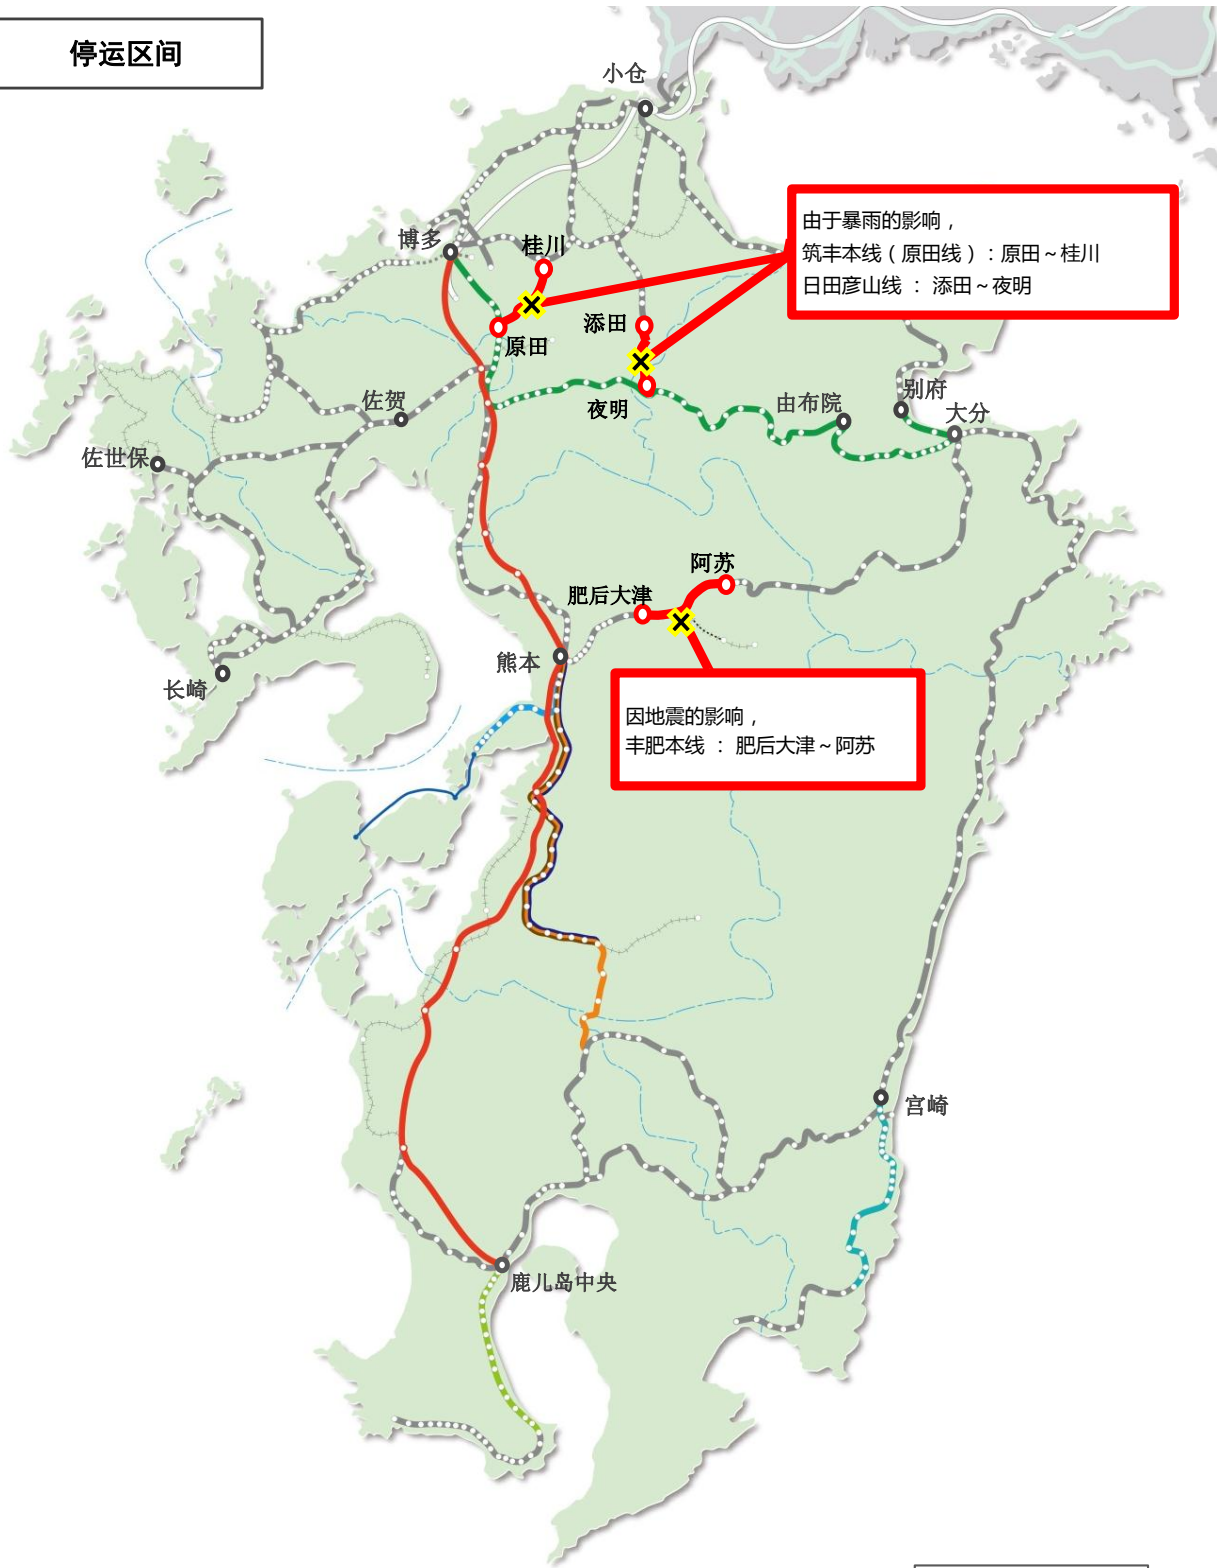 停运区间
小仓
由于暴雨的影响，
筑丰本线（原田线）：原田～桂川
日田彦山线 ： 添田～夜明
博多
桂川
添田
原田
夜明
佐贺
由布院
别府
大分
佐世保
阿苏
肥后大津
熊本
长崎
因地震的影响，
丰肥本线 ： 肥后大津～阿苏
宫崎
鹿儿岛中央